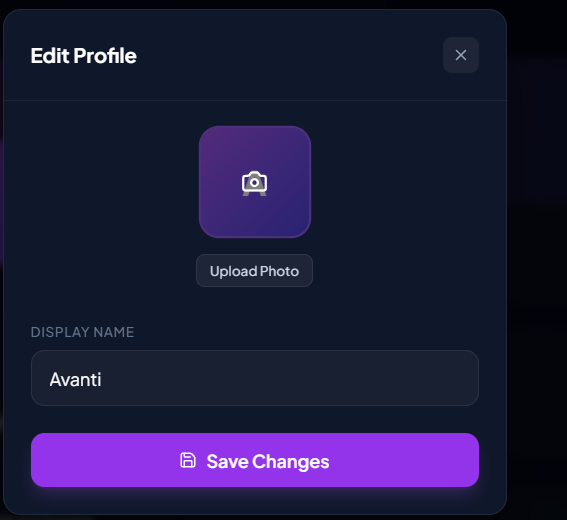 Edit Profile
Upload Photo
DISPLAY NAME
Avanti
Save Changes